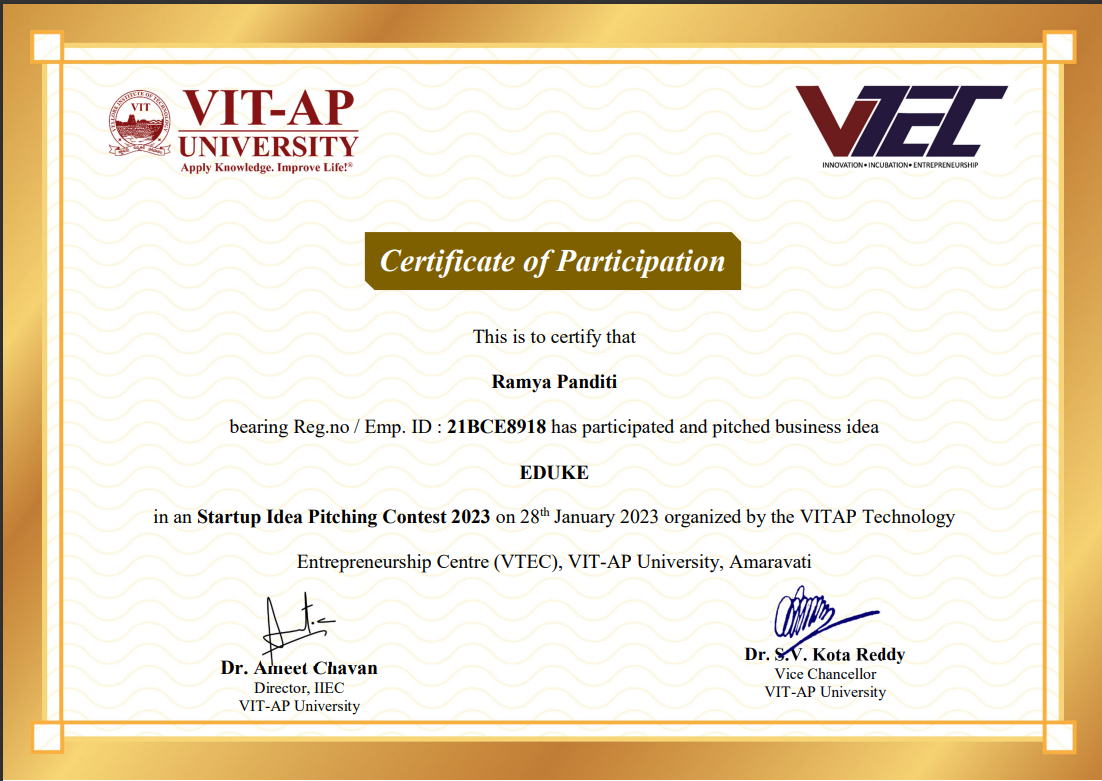 VIT
VIT-AP
UNIVERSITY
Apply Knowledge. Improve Life!®
VTEC
INNOVATION • INCUBATION • ENTREPRENEURSHIP
Certificate of Participation
This is to certify that
Ramya Panditi
bearing Reg.no / Emp. ID : 21BCE8918 has participated and pitched business idea
EDUKE
in an Startup Idea Pitching Contest 2023 on 28th January 2023 organized by the VITAP Technology
Entrepreneurship Centre (VTEC), VIT-AP University, Amaravati
Dr. Ameet Chavan
Director, IIEC
VIT-AP University
Dr. S.V. Kota Reddy
Vice Chancellor
VIT-AP University